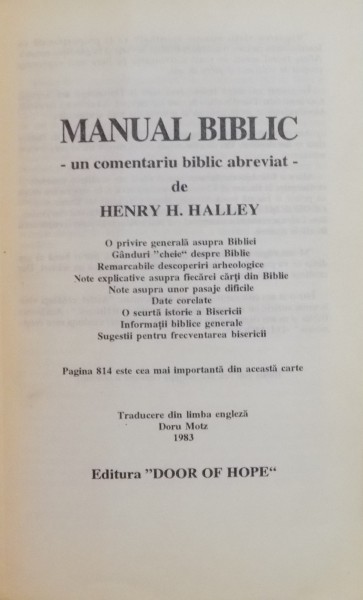 MANUAL BIBLIC
- un comentariu biblic abreviat -
de
HENRY H. HALLEY
O privire generală asupra Bibliei
Gânduri "cheie“ despre Biblie
Remarcabile descoperiri arheologice
Note explicative asupra fiecărei cărţi din Biblie
Note asupra unor pasaje dificile
Date corelate
O scurtă istorie a Bisericii
Informaţii biblice generale
Sugestii pentru frecventarea bisericii
Pagina 814 este cea mai importantă din această carte
Traducere din limba engleză
Doru Motz
1983
Editura ”DOOR OF HOPE“